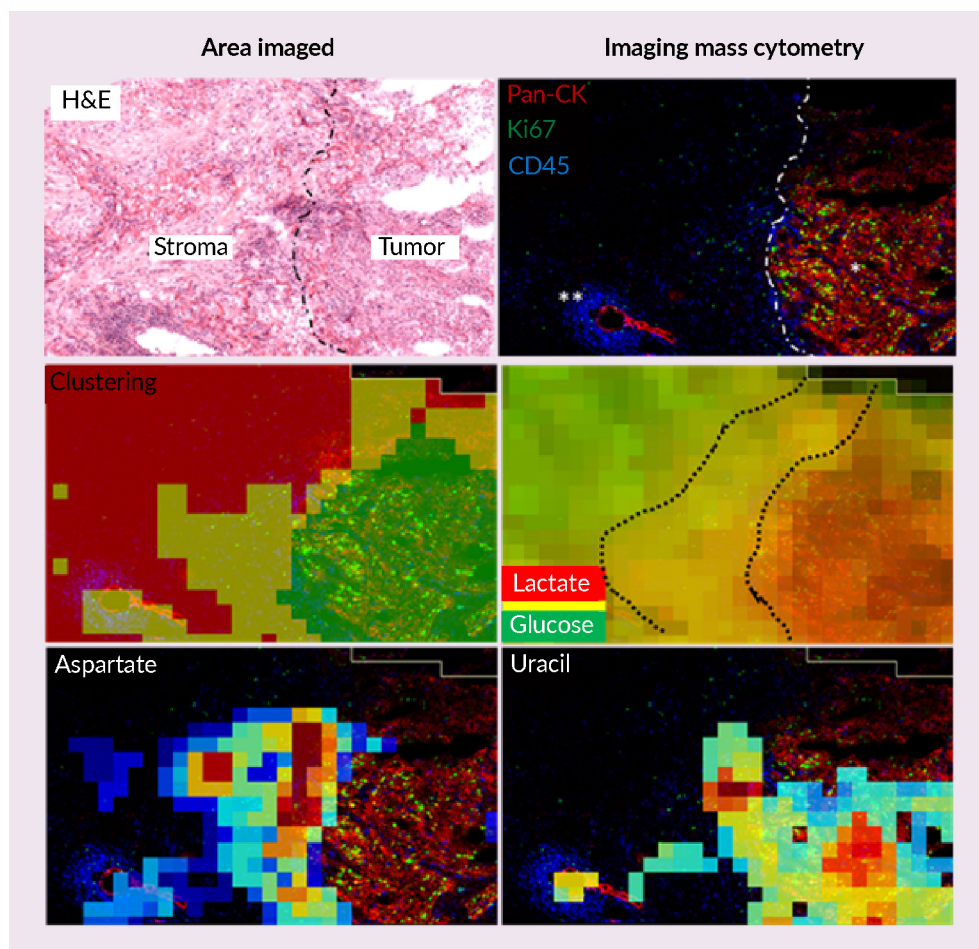 Area imaged
Imaging mass cytometry
H&E
Stroma
Tumor
Pan-CK
Ki67
CD45
*
**
Clustering
Lactate
Glucose
Aspartate
Uracil